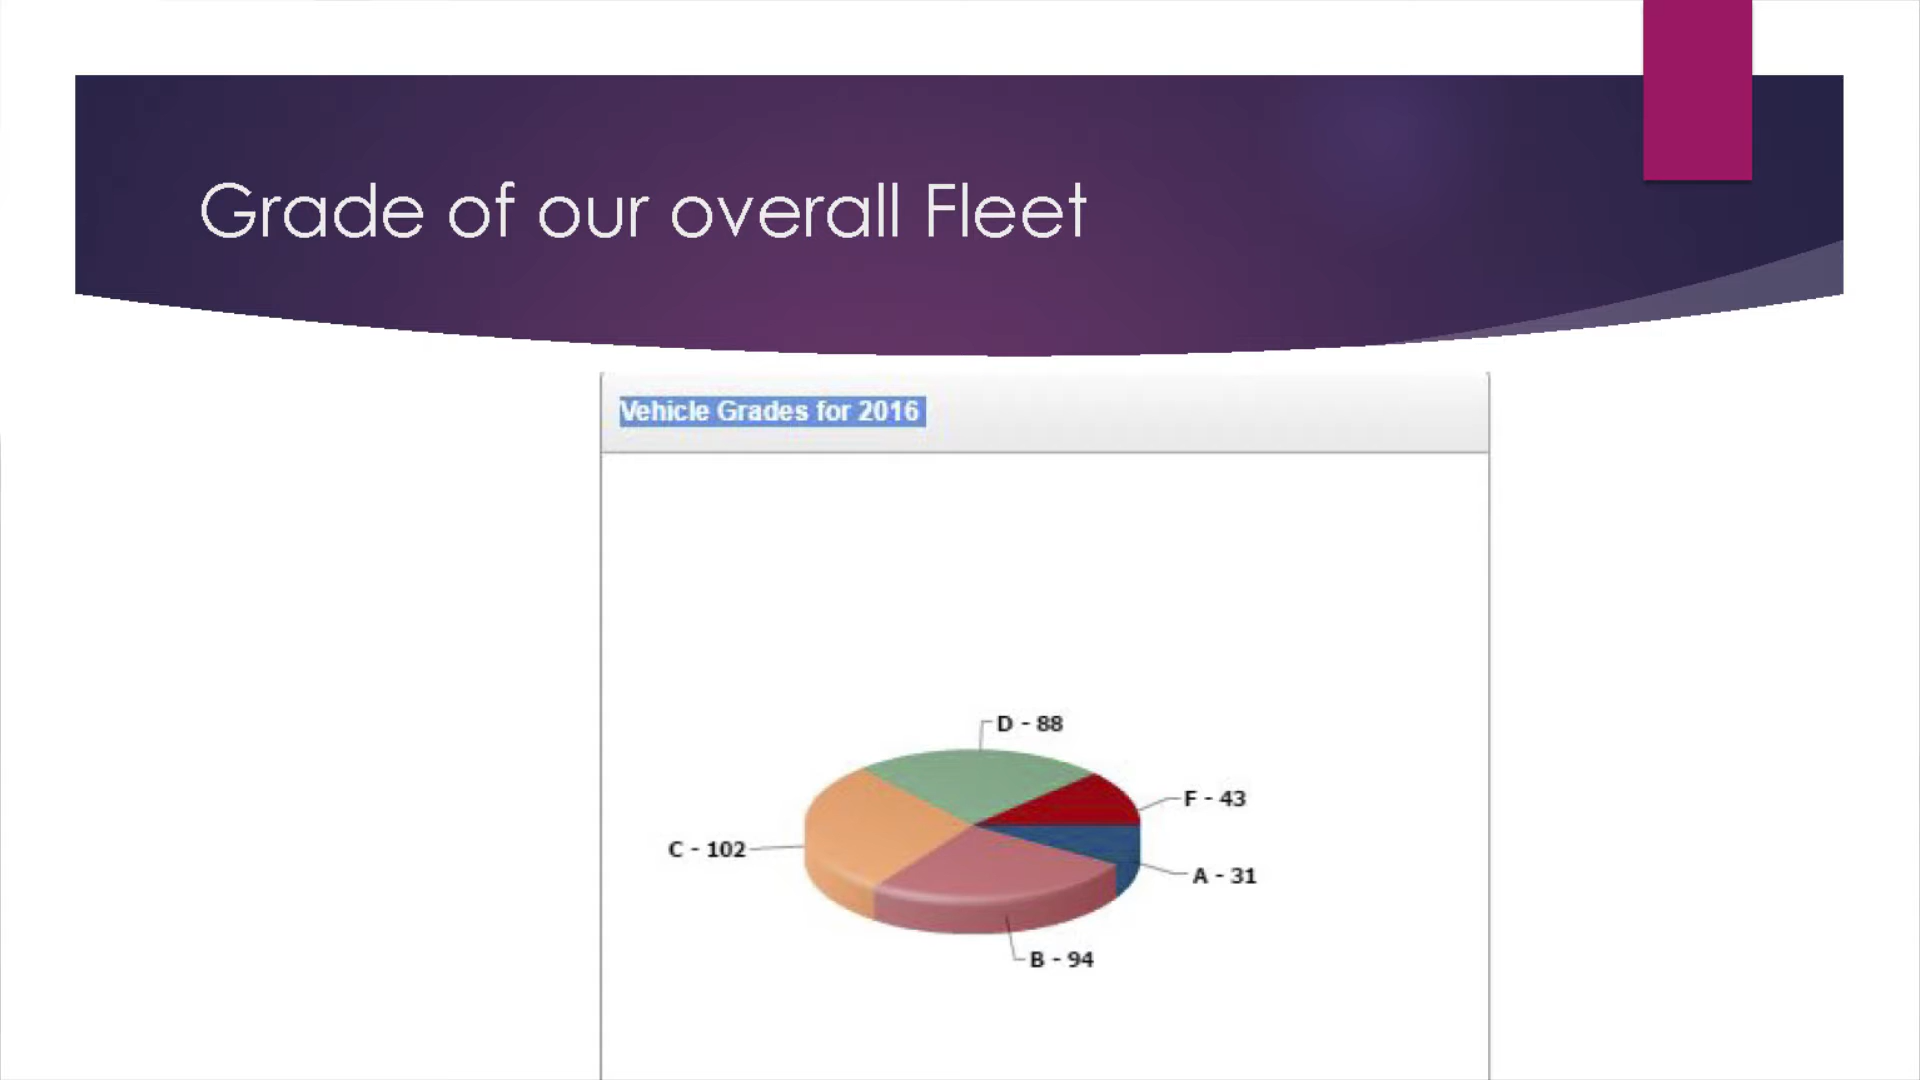 Grade of our overall Fleet
Vehicle Grades for 2016
D - 88
F - 43
C - 102
A - 31
B - 94